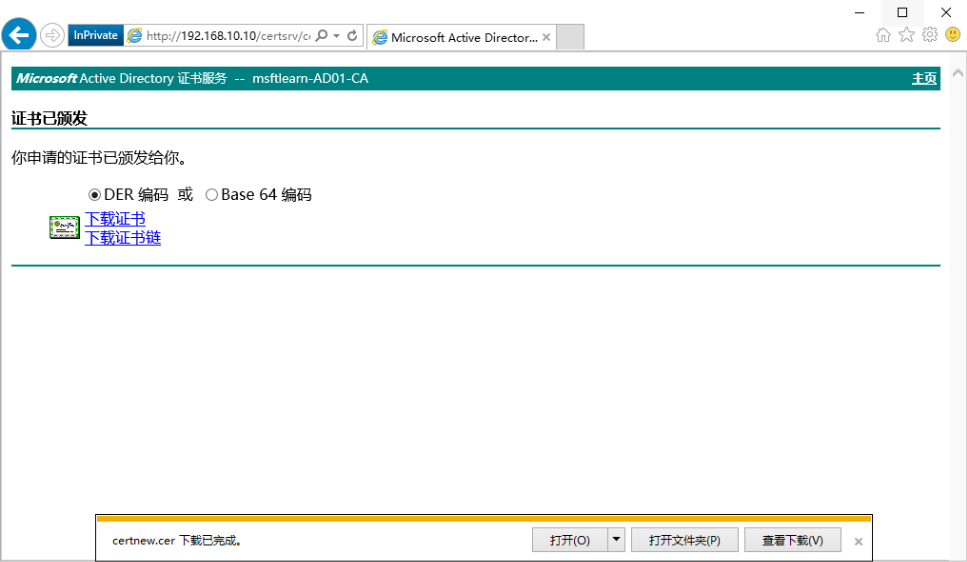 InPrivate http://192.168.10.10/certsrv/c Microsoft Active Director...
Microsoft Active Directory 证书服务 -- msftlearn-AD01-CA 主页
证书已颁发
你申请的证书已颁发给你。
DER 编码 或 Base 64 编码
下载证书
下载证书链
certnew.cer 下载已完成。 打开(O) 打开文件夹(P) 查看下载(V)